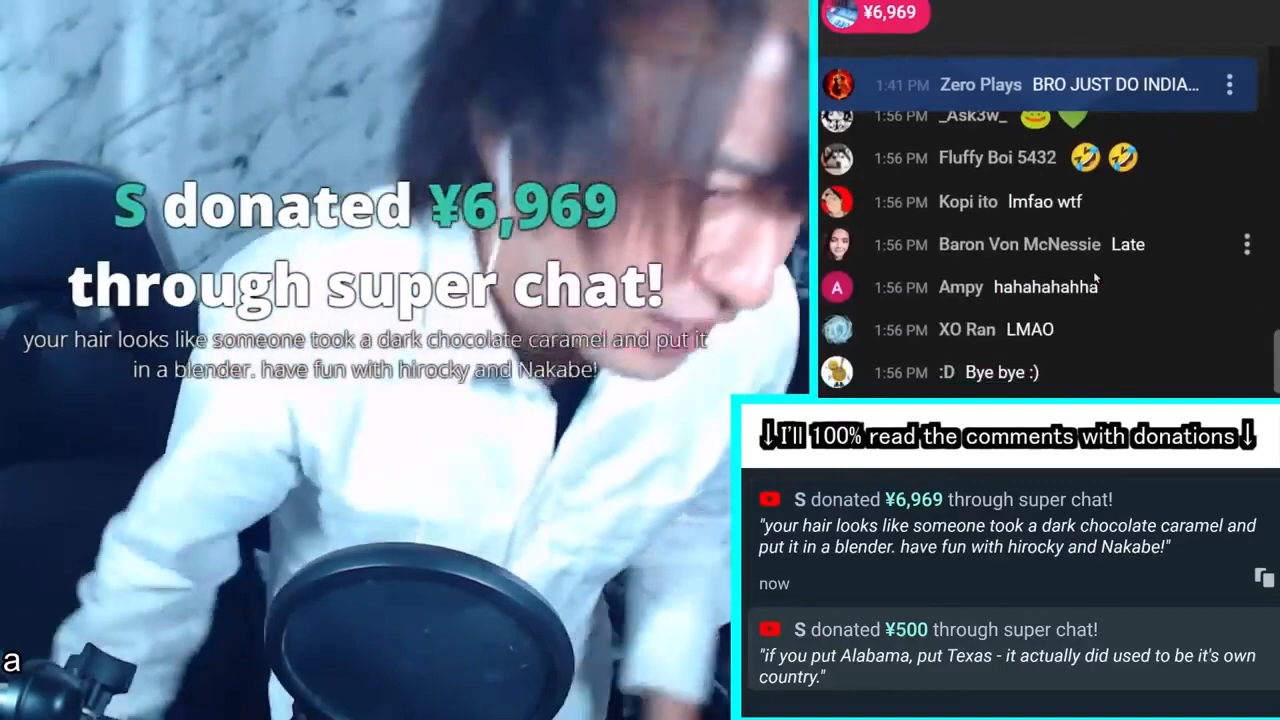 S donated ¥6,969
through super chat!
your hair looks like someone took a dark chocolate caramel and put it
in a blender. have fun with hirocky and Nakabe!
a
¥6,969
1:41 PM Zero Plays BRO JUST DO INDIA...
1:56 PM _Ask3w_
1:56 PM Fluffy Boi 5432 🤣 🤣
1:56 PM Kopi ito lmfao wtf
1:56 PM Baron Von McNessie Late
A 1:56 PM Ampy hahahahahha
1:56 PM XO Ran LMAO
1:56 PM :D Bye bye :)
↓I'll 100% read the comments with donations↓
S donated ¥6,969 through super chat!
"your hair looks like someone took a dark chocolate caramel and
put it in a blender. have fun with hirocky and Nakabe!"
now
S donated ¥500 through super chat!
"if you put Alabama, put Texas - it actually did used to be it's own
country."